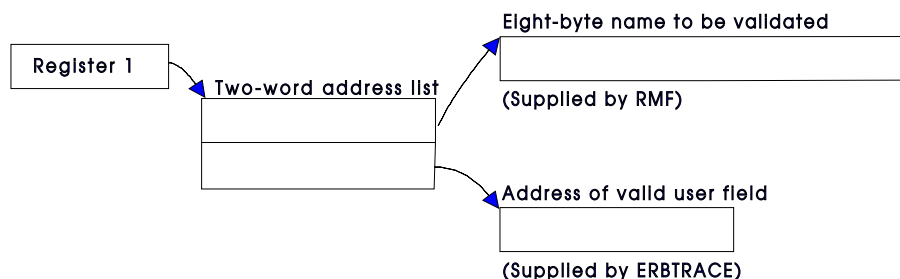 Eight-byte name to be validated
Register 1
Two-word address list
(Supplied by RMF)
Address of valid user field
(Supplied by ERBTRACE)